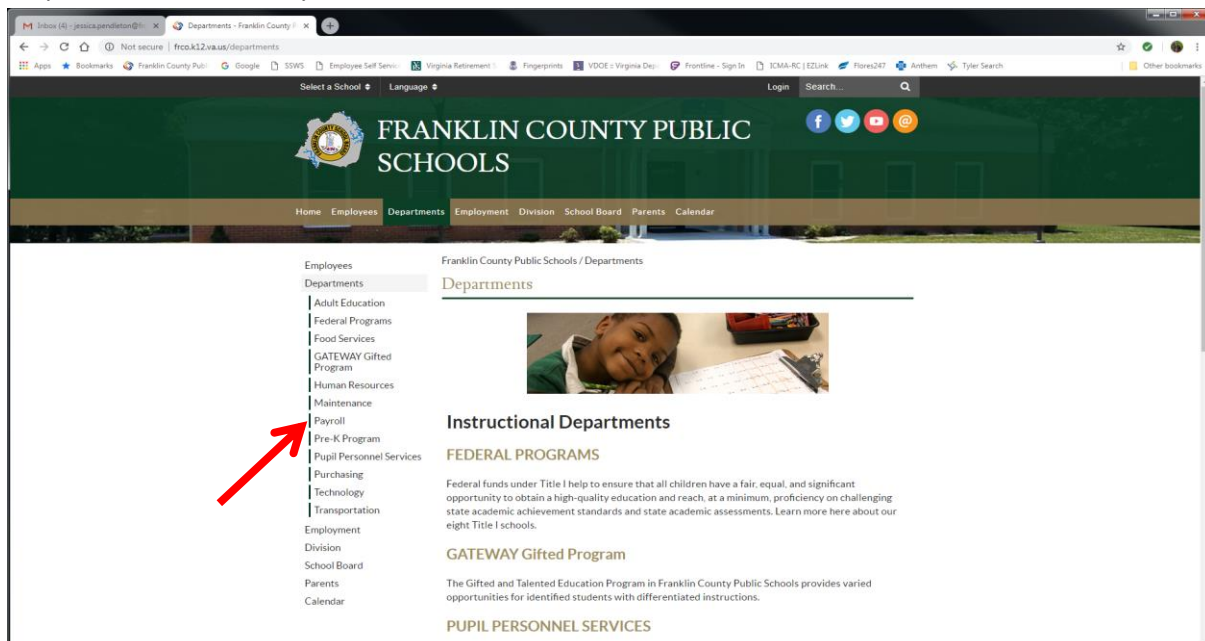 Inbox (4) - jessica.pendleton@fr
Departments - Franklin County P
Not secure | frco.k12.va.us/departments
Apps Bookmarks Franklin County Publ Google SSWS Employee Self Servic Virginia Retirement S Fingerprints VDOE :: Virginia Dep Frontline - Sign In ICMA-RC | EZLink Flores247 Anthem Tyler Search Other bookmarks
Select a School Language Login Search...
FRANKLIN COUNTY PUBLIC
SCHOOLS
Home Employees Departments Employment Division School Board Parents Calendar
Employees
Departments
Adult Education
Federal Programs
Food Services
GATEWAY Gifted
Program
Human Resources
Maintenance
Payroll
Pre-K Program
Pupil Personnel Services
Purchasing
Technology
Transportation
Employment
Division
School Board
Parents
Calendar
Franklin County Public Schools / Departments
Departments
Instructional Departments
FEDERAL PROGRAMS
Federal funds under Title I help to ensure that all children have a fair, equal, and significant
opportunity to obtain a high-quality education and reach, at a minimum, proficiency on challenging
state academic achievement standards and state academic assessments. Learn more here about our
eight Title I schools.
GATEWAY Gifted Program
The Gifted and Talented Education Program in Franklin County Public Schools provides varied
opportunities for identified students with differentiated instructions.
PUPIL PERSONNEL SERVICES